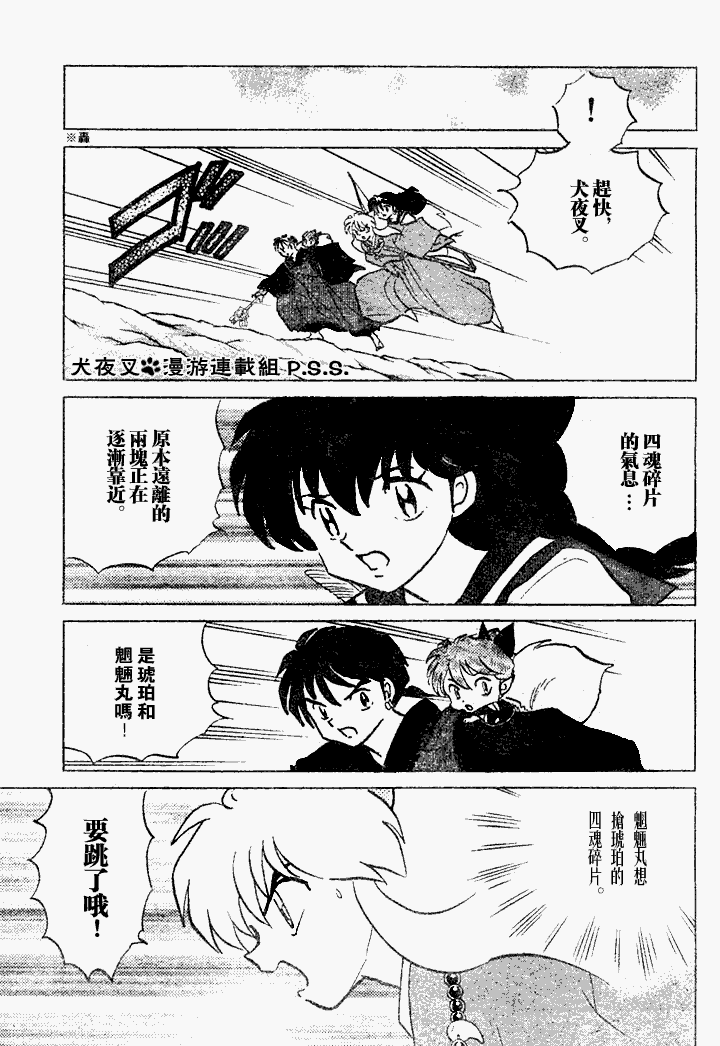 ！
趕快，
犬夜叉。
※轟
ゴ
犬夜叉漫游連載組 P.S.S.
四魂碎片
的氣息…
原本遠離的
兩塊正在
逐漸靠近。
是琥珀和
魍魎丸嗎！
魍魎丸想
搶琥珀的
四魂碎片。
要跳了哦！